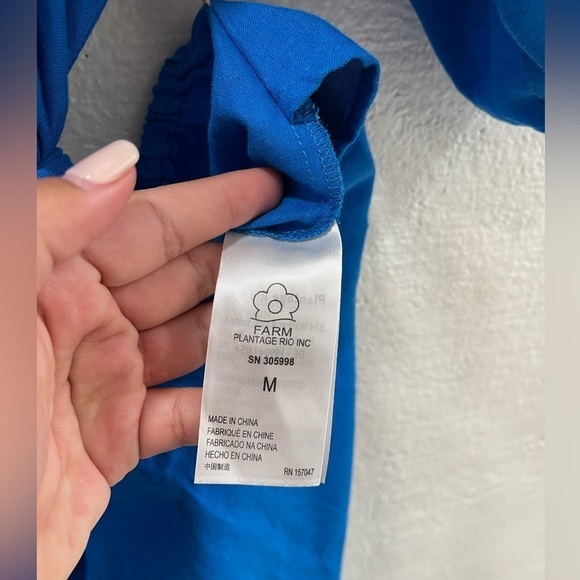 FARM
PLANTAGE RIO INC
SN 305998
M
MADE IN CHINA
FABRIQUÉ EN CHINE
FABRICADO NA CHINA
HECHO EN CHINA
中国制造
RN 157047